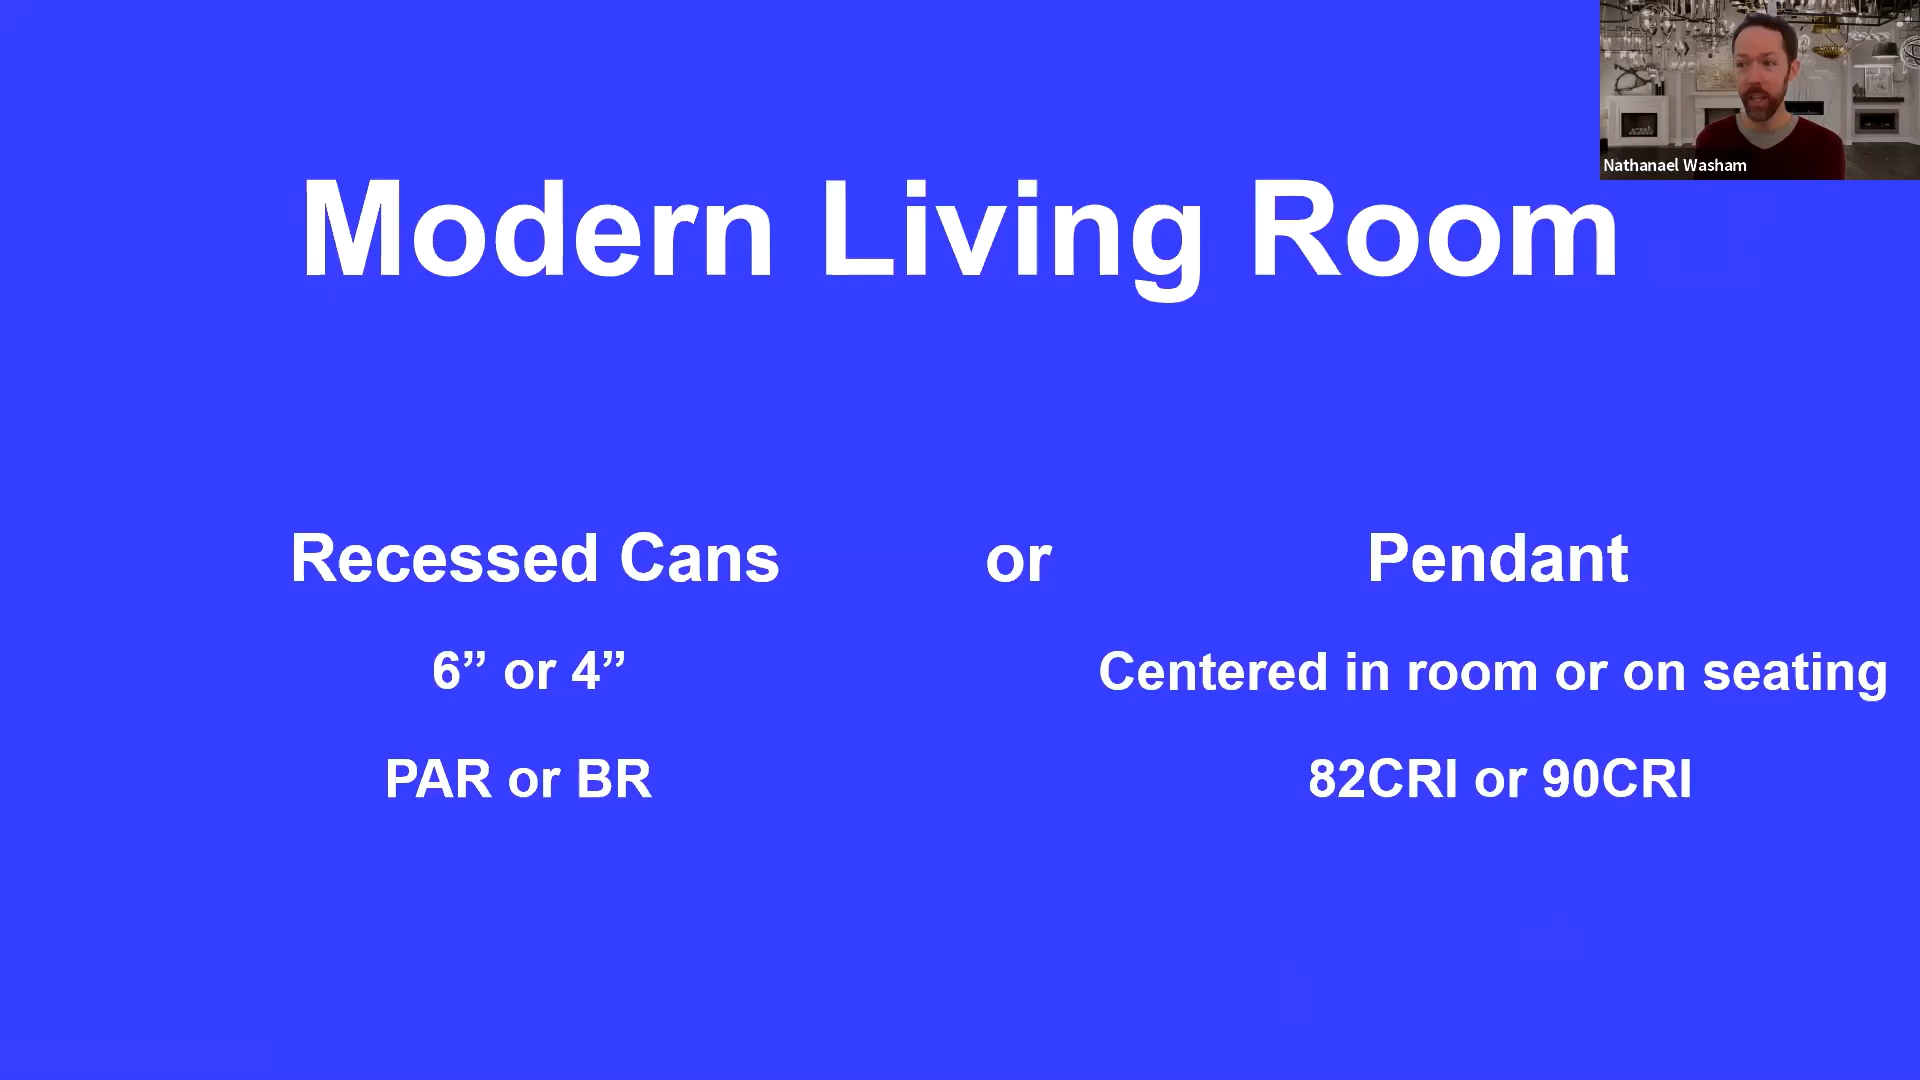 Nathanael Washam
Modern Living Room
Recessed Cans or Pendant
6” or 4” Centered in room or on seating
PAR or BR 82CRI or 90CRI